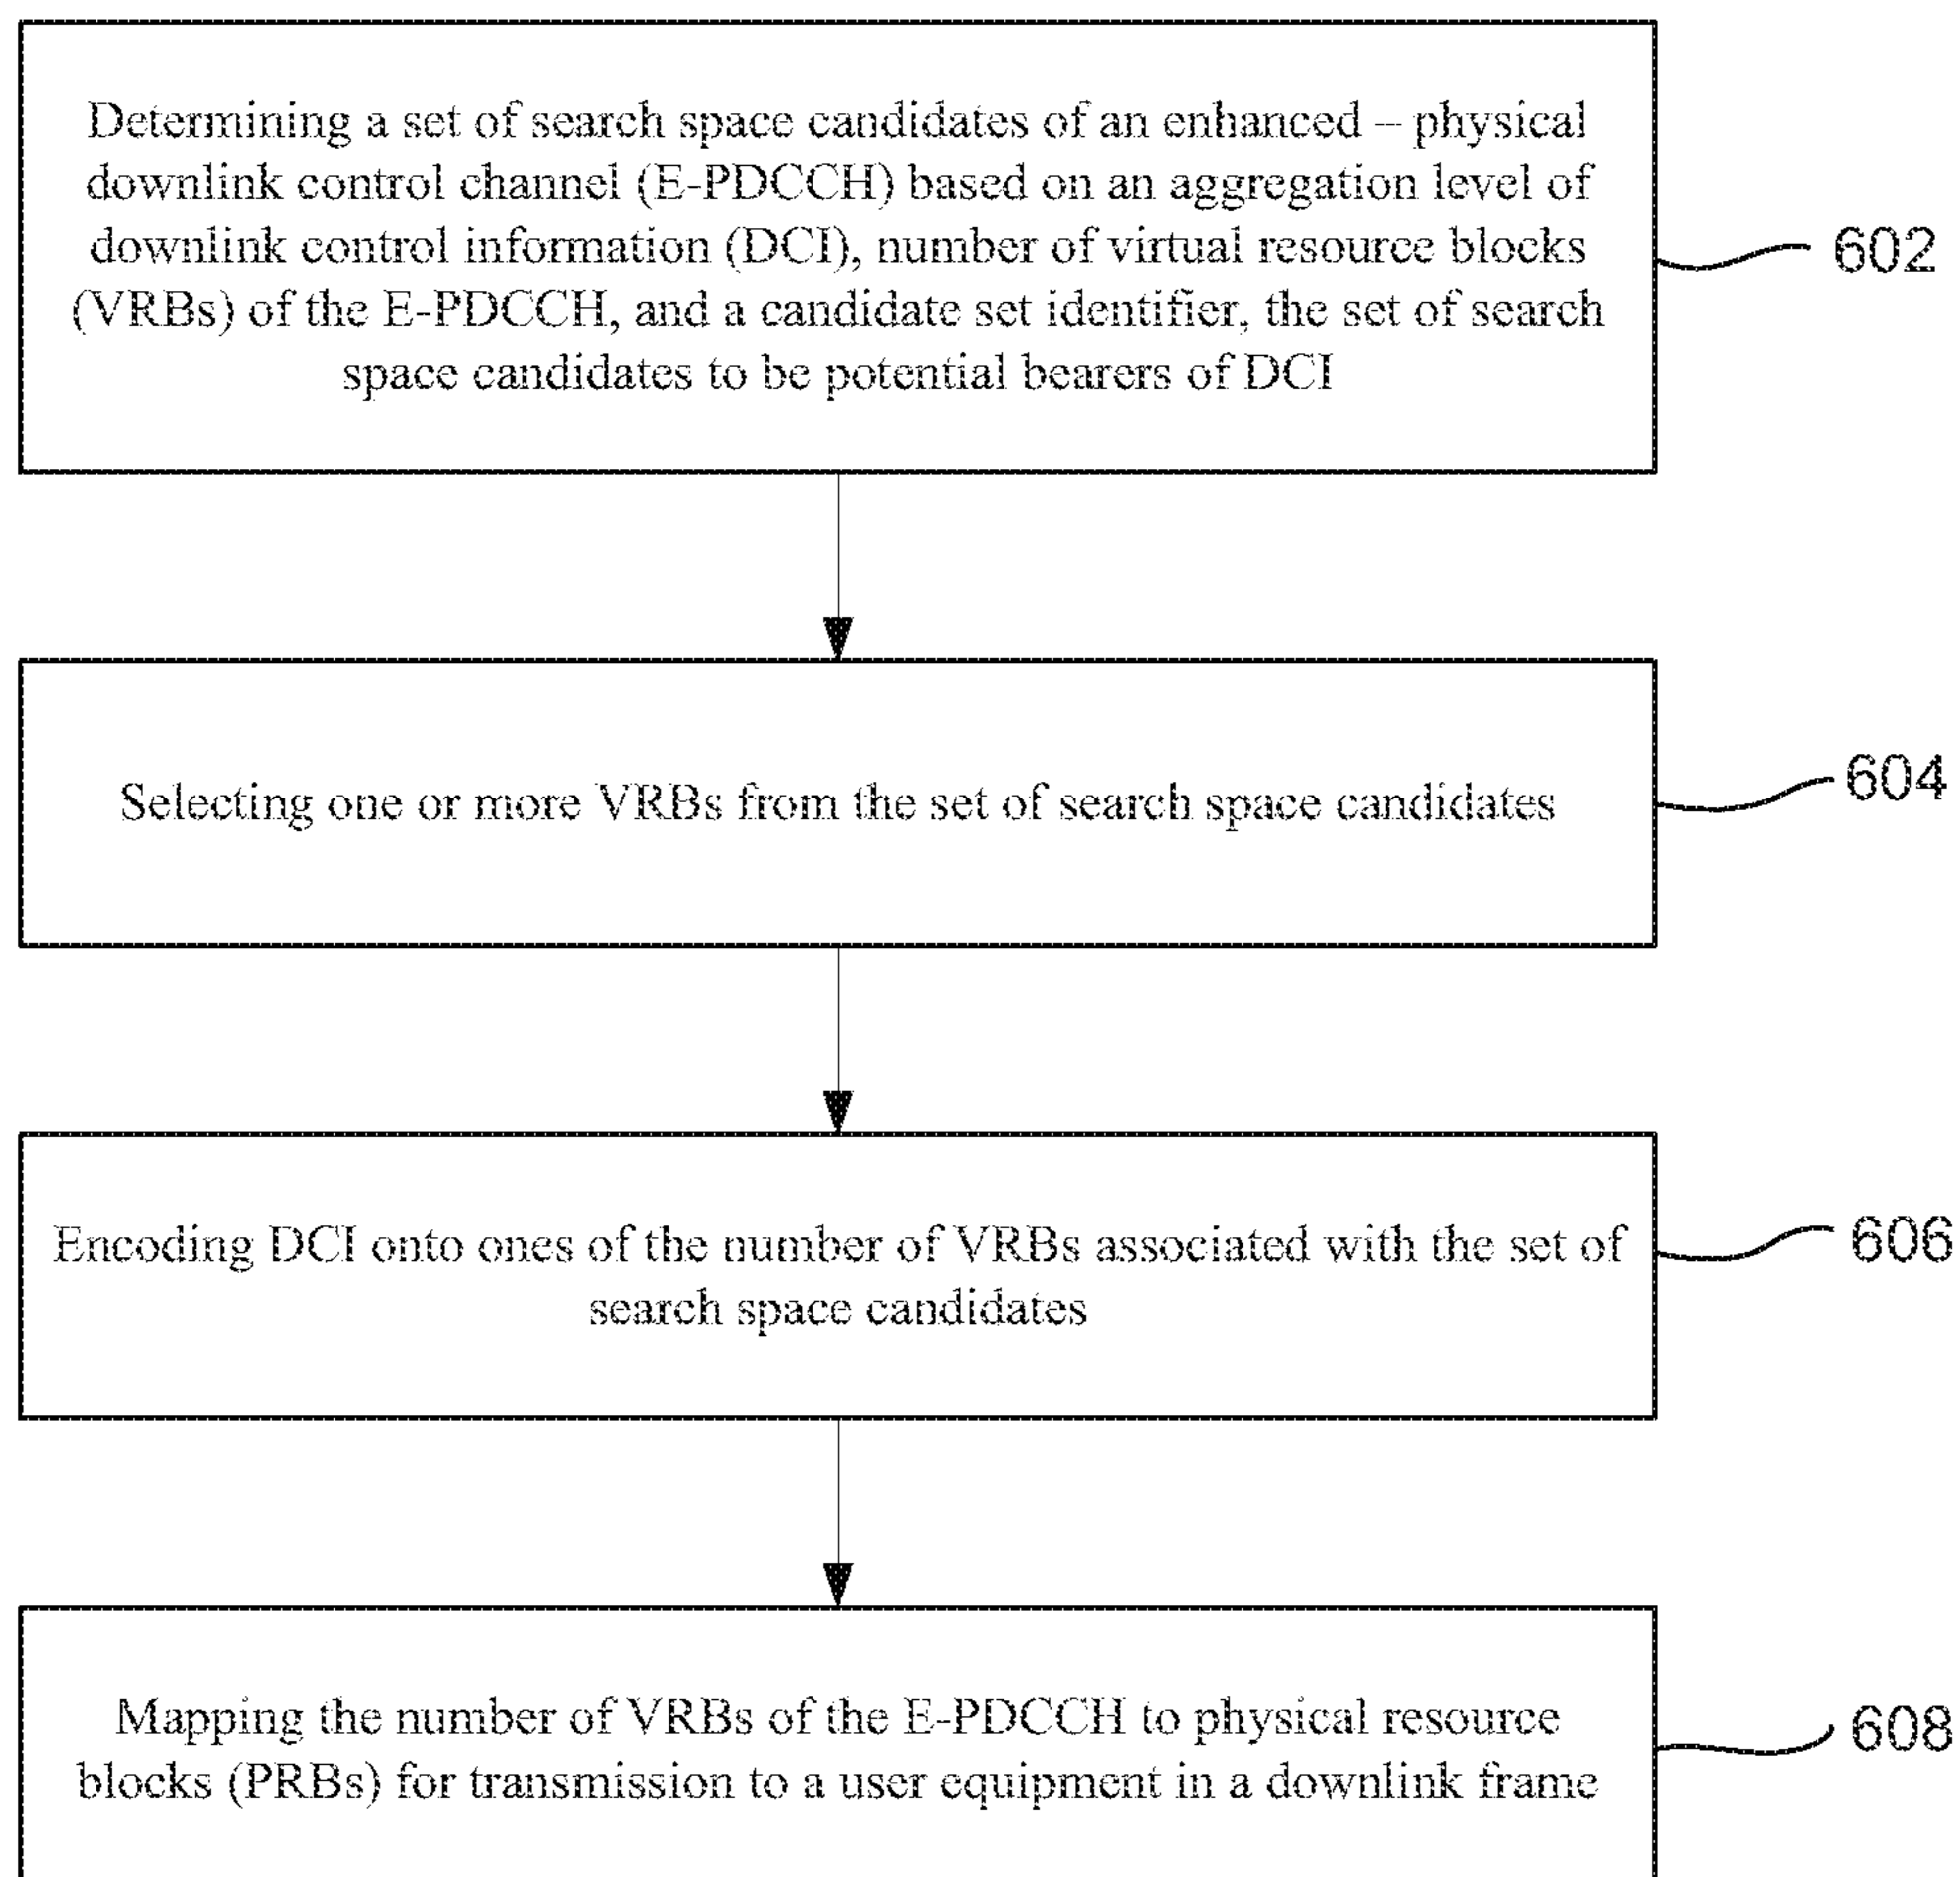 Determining a set of search space candidates of an enhanced – physical
downlink control channel (E-PDCCH) based on an aggregation level of
downlink control information (DCI), number of virtual resource blocks
(VRBs) of the E-PDCCH, and a candidate set identifier, the set of search
space candidates to be potential bearers of DCI
602
Selecting one or more VRBs from the set of search space candidates
604
Encoding DCI onto ones of the number of VRBs associated with the set of
search space candidates
606
Mapping the number of VRBs of the E-PDCCH to physical resource
blocks (PRBs) for transmission to a user equipment in a downlink frame
608